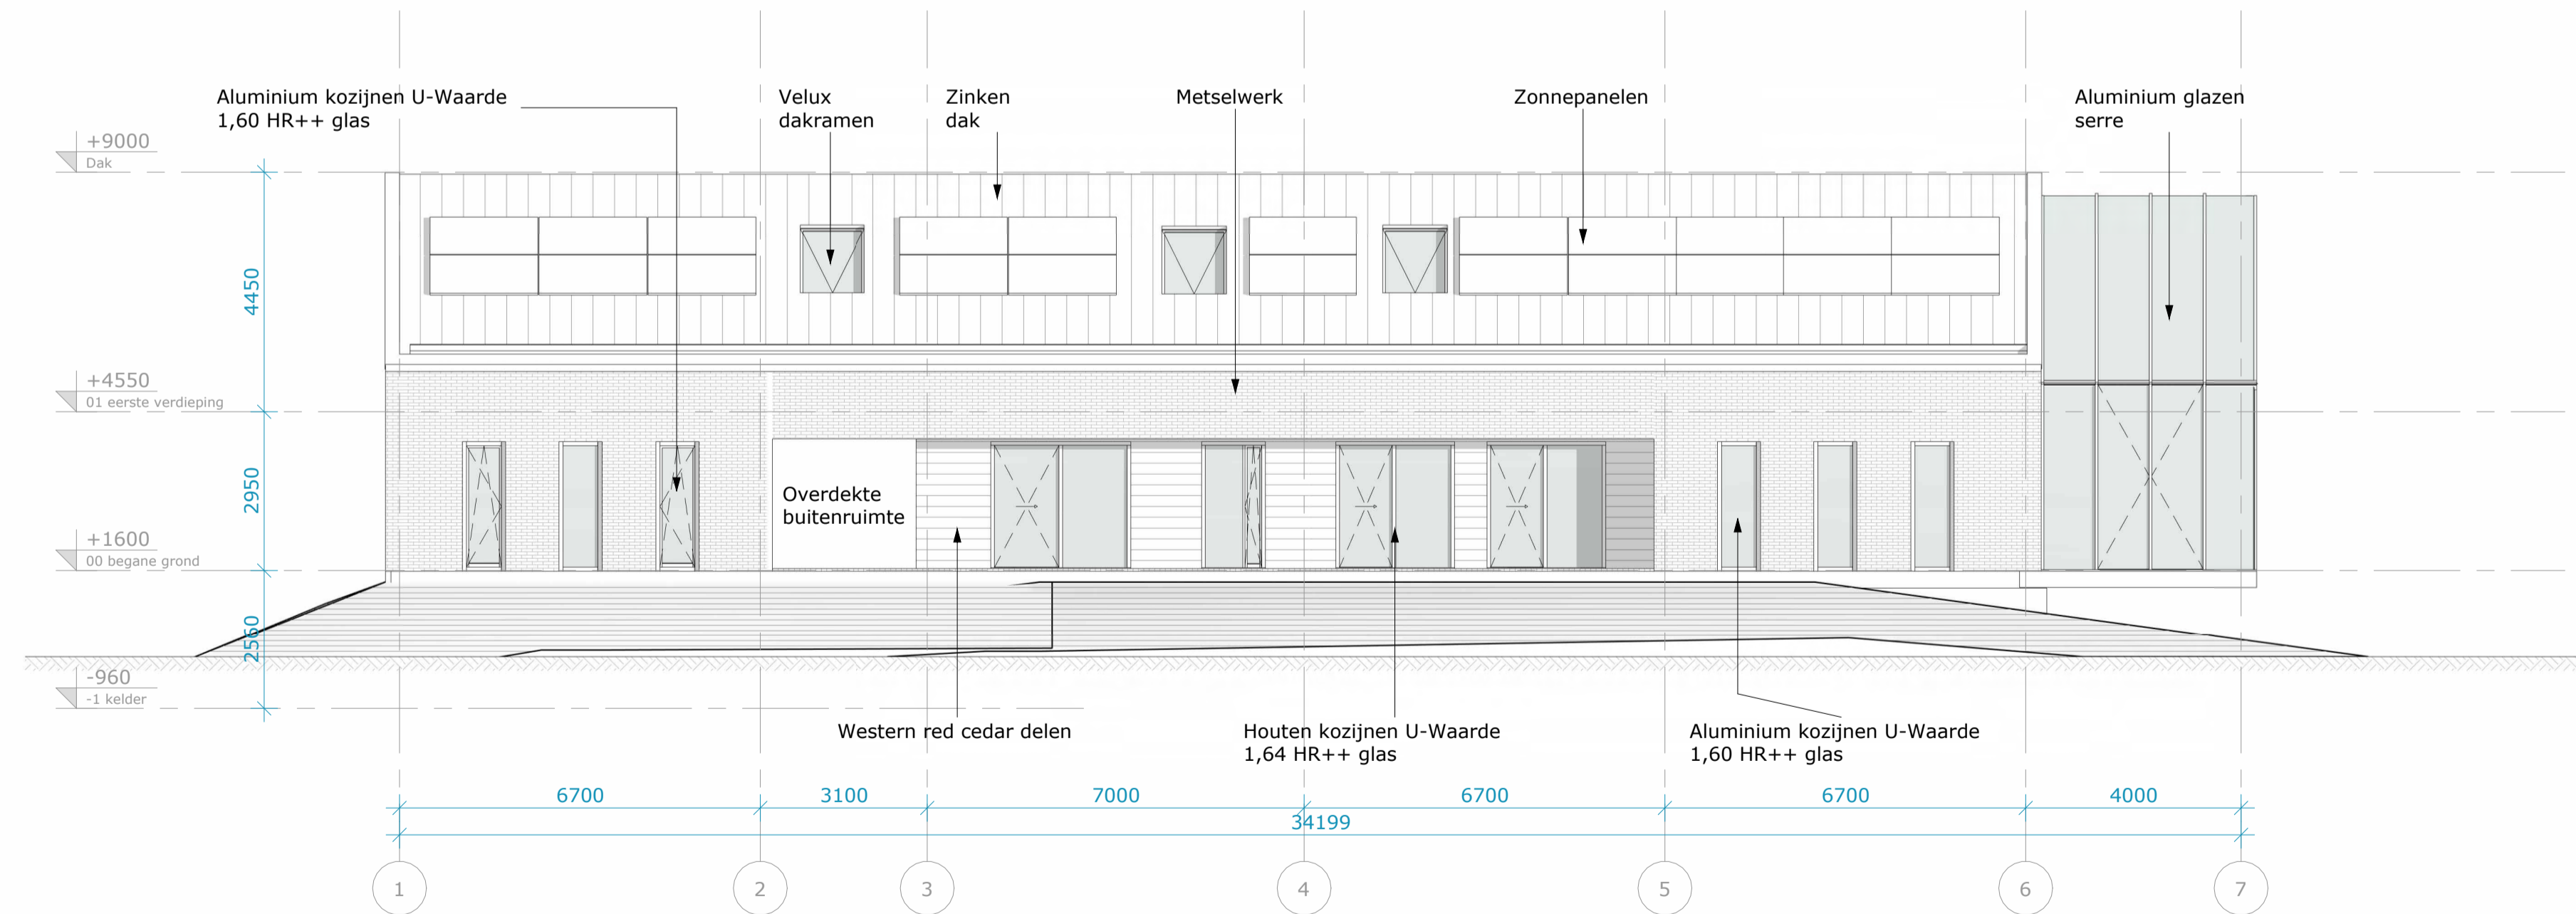 Aluminium kozijnen U-Waarde
1,60 HR++ glas
Velux
dakramen
Zinken
dak
Metselwerk
Zonnepanelen
Aluminium glazen
serre
+9000
Dak
4450
+4550
01 eerste verdieping
2950
Overdekte
buitenruimte
+1600
00 begane grond
2560
-960
-1 kelder
Western red cedar delen
Houten kozijnen U-Waarde
1,64 HR++ glas
Aluminium kozijnen U-Waarde
1,60 HR++ glas
6700
3100
7000
6700
6700
4000
34199
1
2
3
4
5
6
7